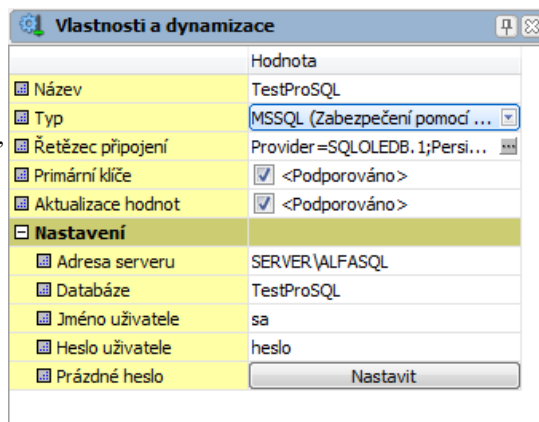 Vlastnosti a dynamizace
Hodnota
Název TestProSQL
Typ MSSQL (Zabezpečení pomocí ...
Řetězec připojení Provider=SQLOLEDB.1;Persi... ...
Primární klíče <Podporováno>
Aktualizace hodnot <Podporováno>
Nastavení
Adresa serveru SERVER\ALFASQL
Databáze TestProSQL
Jméno uživatele sa
Heslo uživatele heslo
Prázdné heslo Nastavit